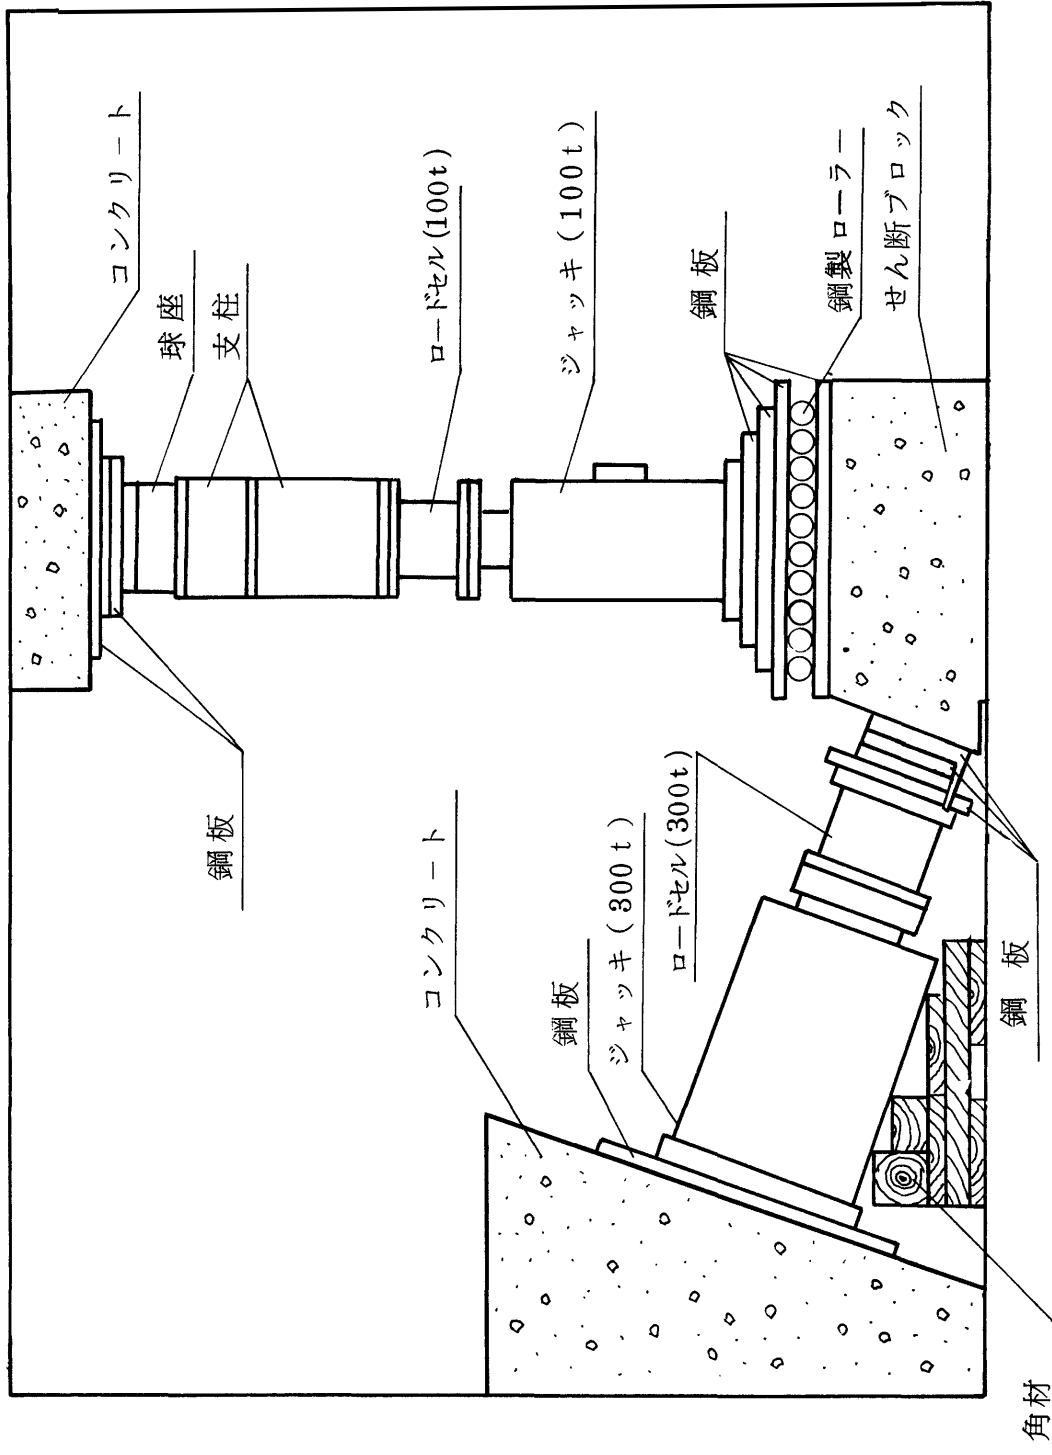 コンクリート
球座
支柱
ロードセル(100t)
ジャッキ(100t)
鋼板
鋼製ローラー
せん断ブロック
鋼板
コンクリート
鋼板
ジャッキ(300t)
ロードセル(300t)
鋼板
角材